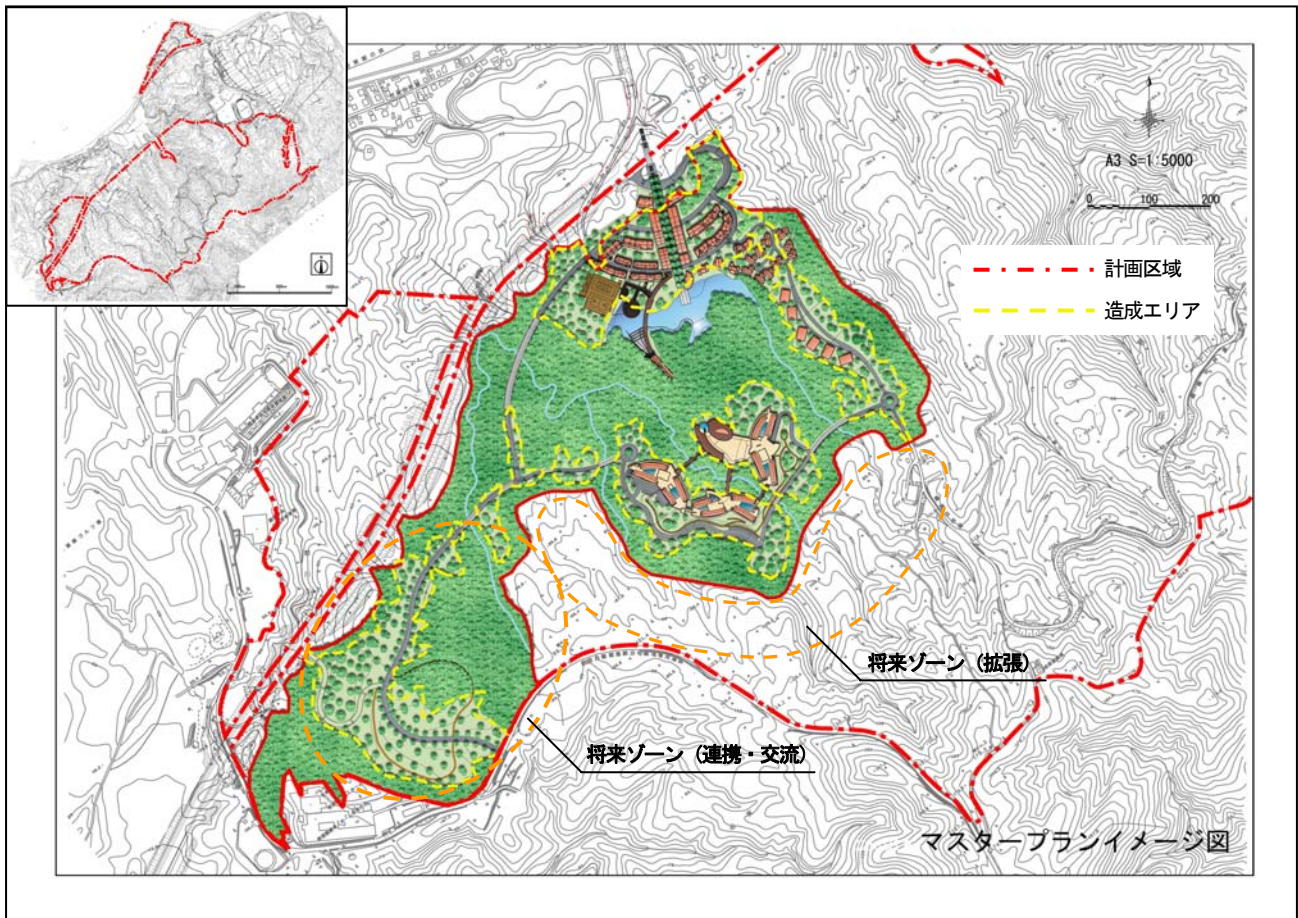 A3 S=1:5000
0 100 200
計画区域
造成エリア
将来ゾーン（拡張）
将来ゾーン（連携・交流）
マスタープランイメージ図